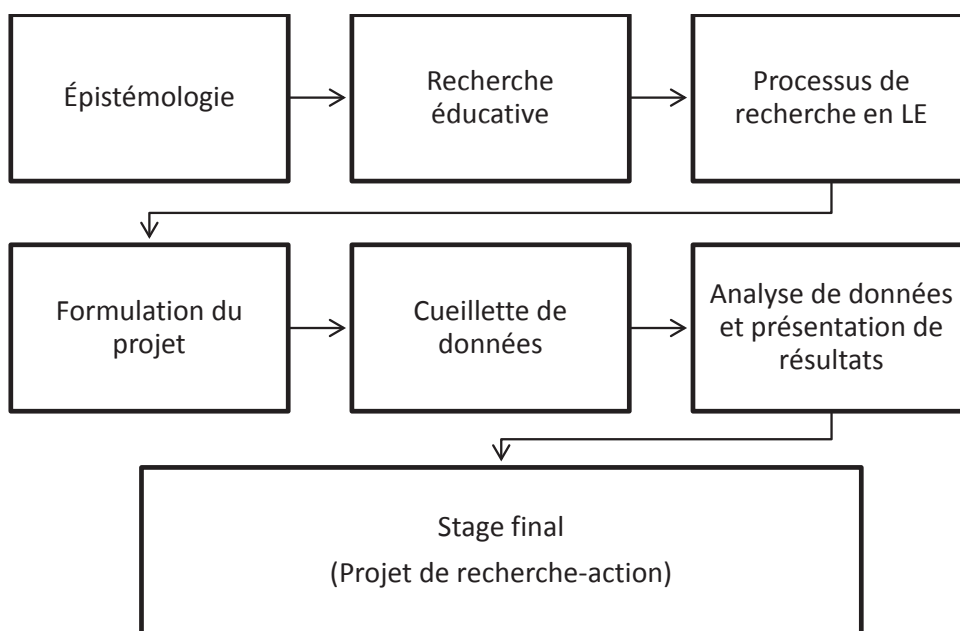 Épistémologie
Recherche
éducative
Processus de
recherche en LE
Formulation du
projet
Cueillette de
données
Analyse de données
et présentation de
résultats
Stage final
(Projet de recherche-action)